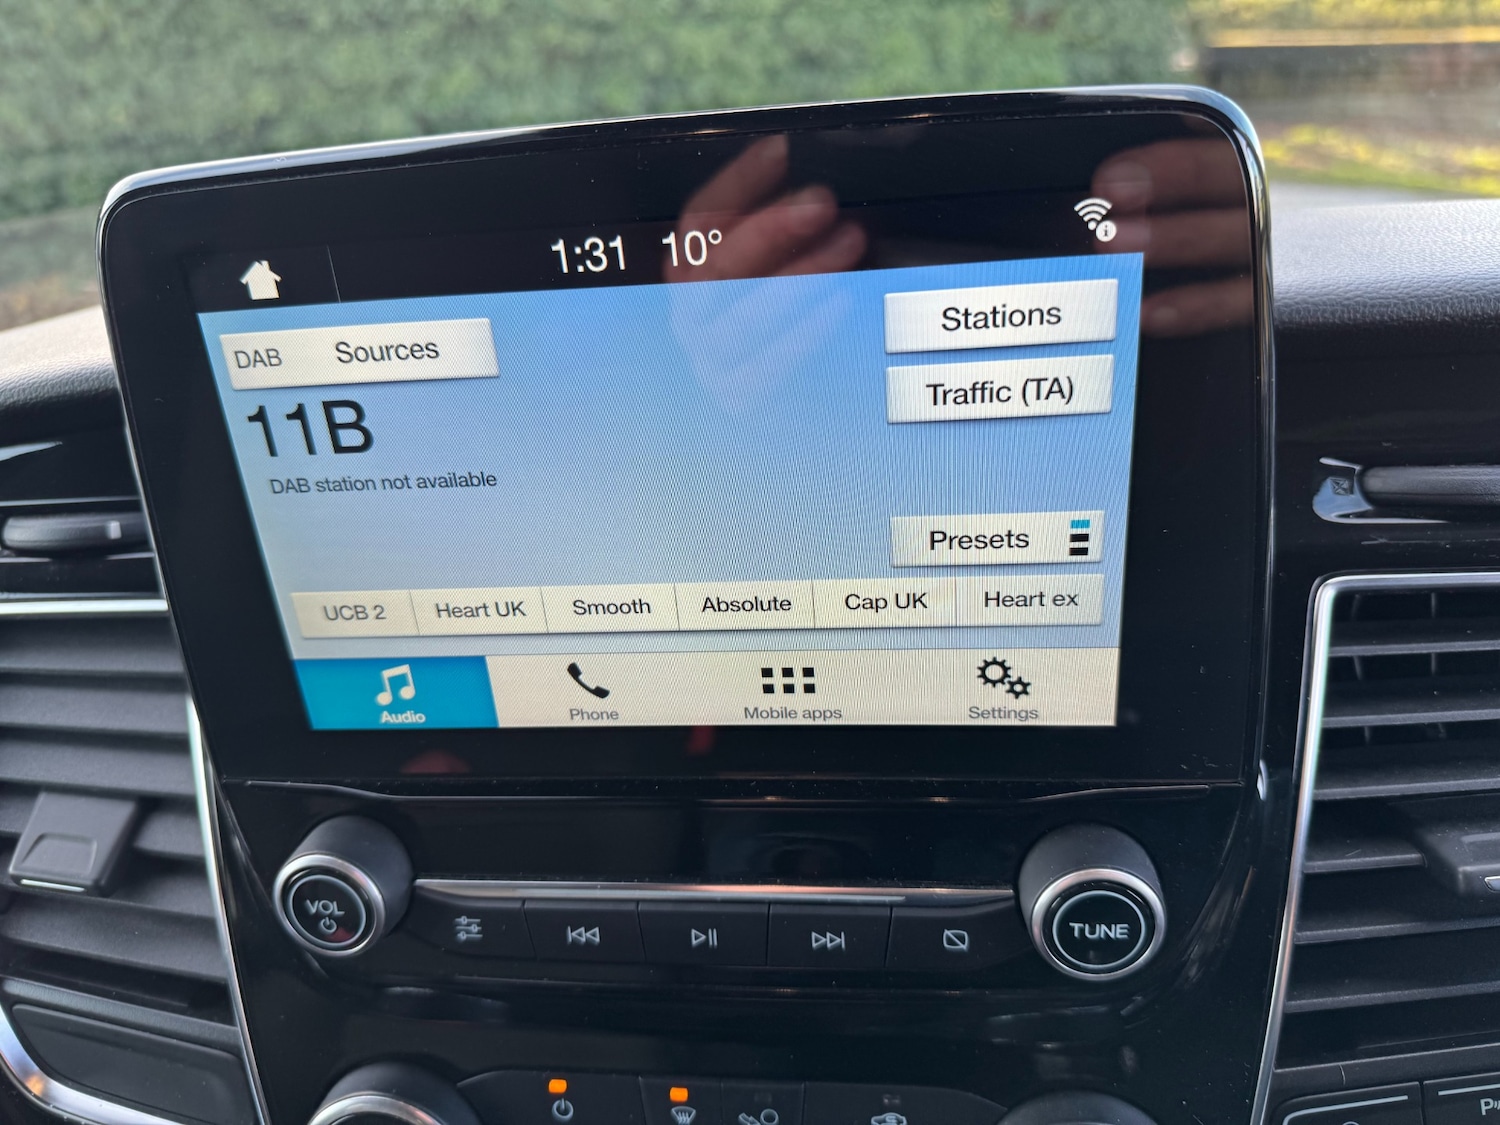 1:31 10°
DAB Sources
Stations
11B
Traffic (TA)
DAB station not available
Presets
UCB 2 Heart UK Smooth Absolute Cap UK Heart ex
Audio Phone Mobile apps Settings
VOL
TUNE